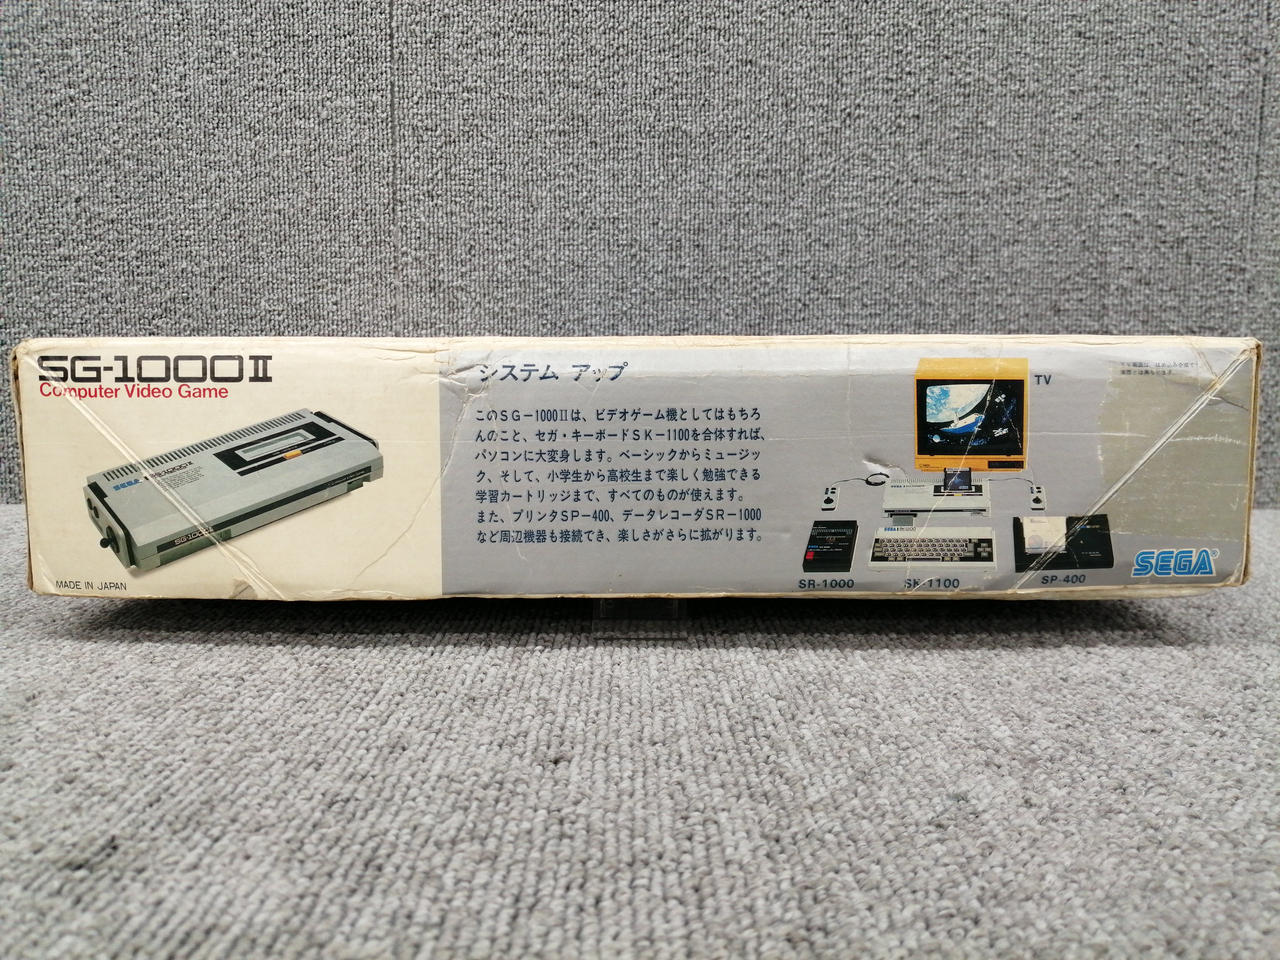 SG-1000 II
Computer Video Game
SEGA
SG-1000 II
MADE IN JAPAN
システム アップ
このSG-1000IIは、ビデオゲーム機としてはもちろ
んのこと、セガ・キーボードSK-1100を合体すれば、
パソコンに大変身します。ベーシックからミュージッ
ク、そして、小学生から高校生まで楽しく勉強できる
学習カートリッジまで、すべてのものが使えます。
また、プリンタSP-400、データレコーダSR-1000
など周辺機器も接続でき、楽しさがさらに拡がります。
TV
SR-1000
SK-1100
SP-400
SEGA®